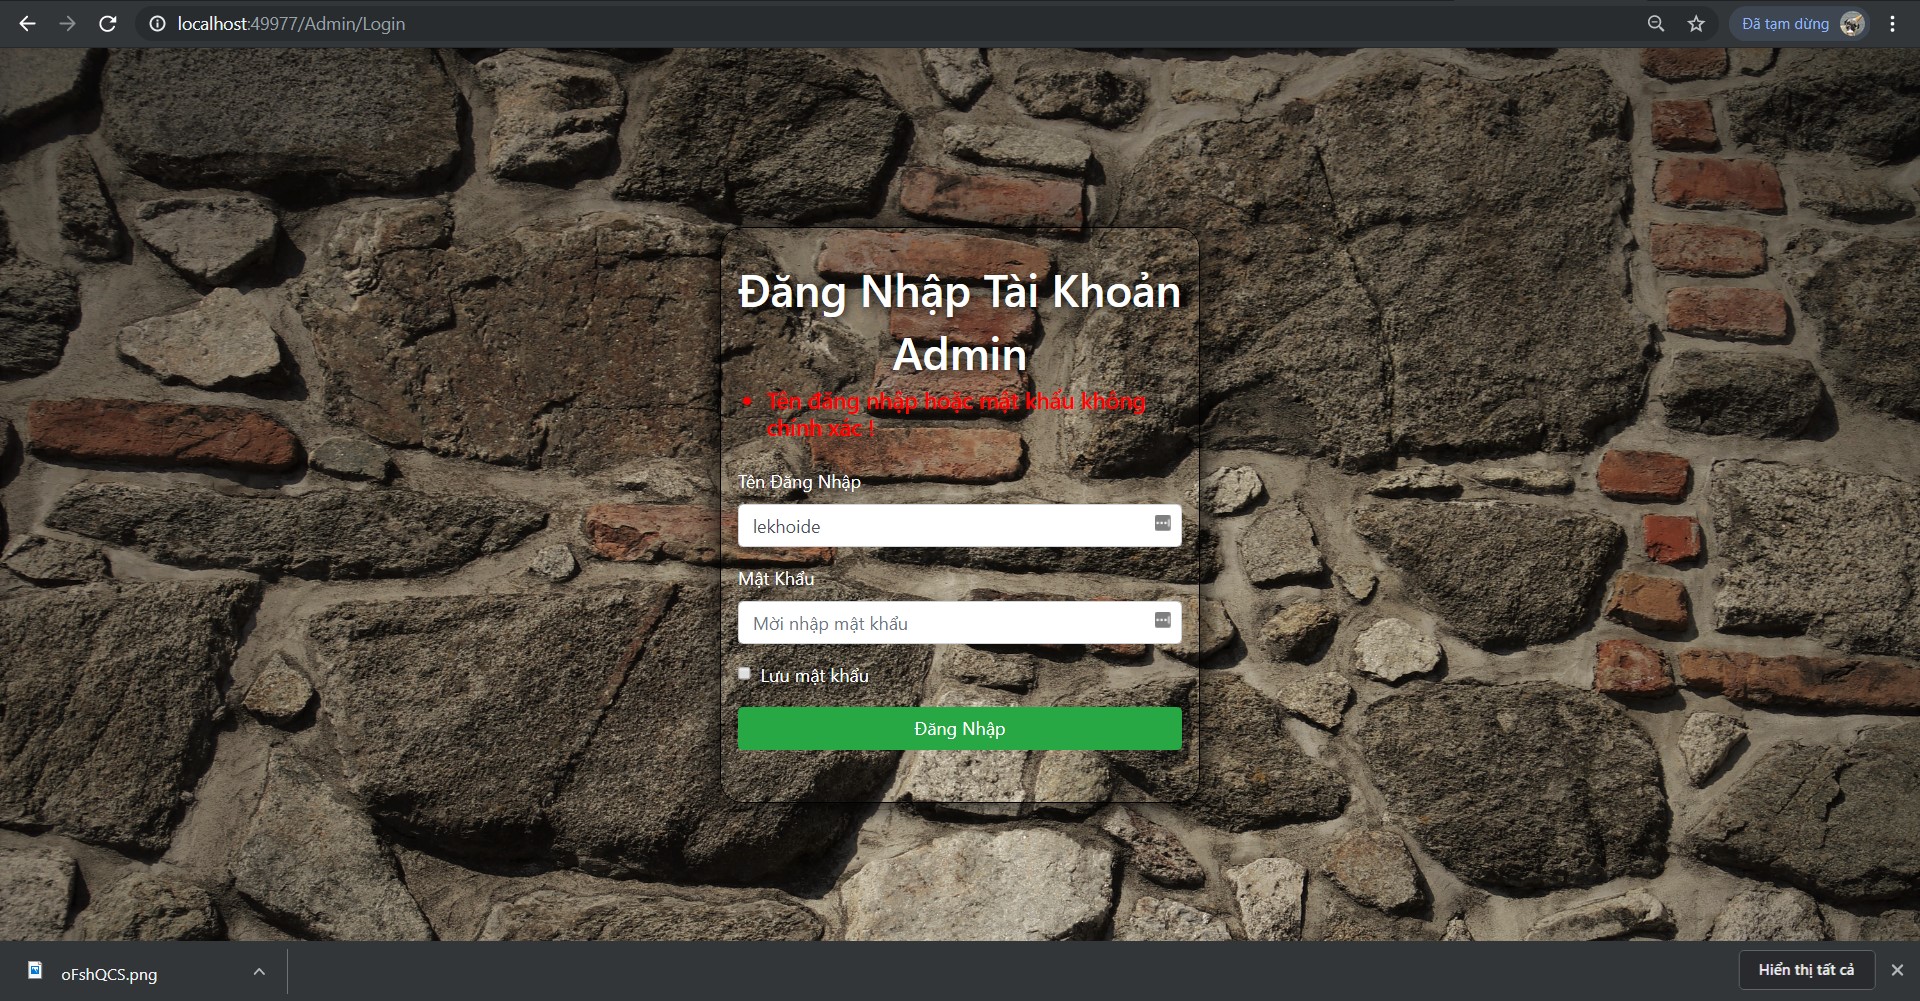 localhost:49977/Admin/Login
Đã tạm dừng
Đăng Nhập Tài Khoản
Admin
Tên đăng nhập hoặc mật khẩu không
chính xác !
Tên Đăng Nhập
lekhoide
Mật Khẩu
Mời nhập mật khẩu
Lưu mật khẩu
Đăng Nhập
oFshQCS.png
Hiển thị tất cả